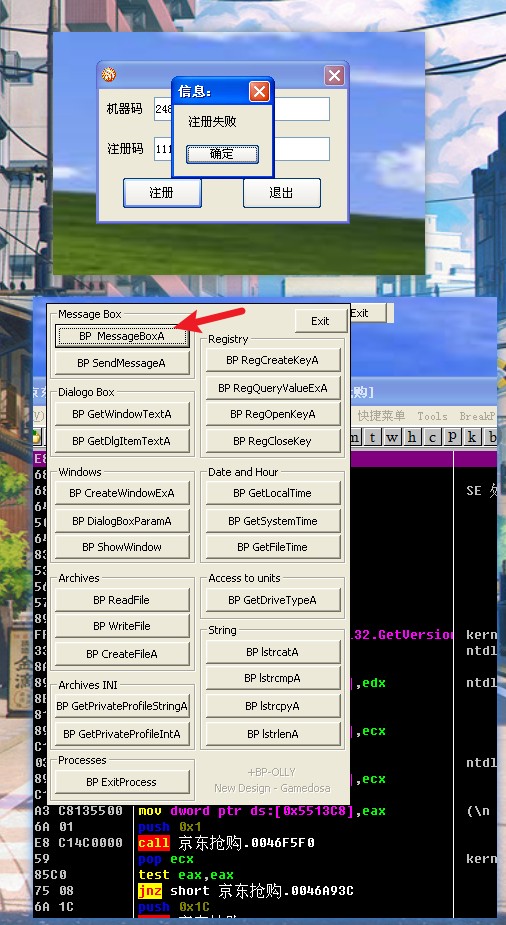 信息:
机器码 248
注册失败
注册码 111
确定
注册 退出
Message Box
Exit
Exit
BP MessageBoxA
BP SendMessageA
Registry
BP RegCreateKeyA
BP RegQueryValueExA
BP RegOpenKeyA
BP RegCloseKey
Dialogo Box
BP GetWindowTextA
BP GetDlgItemTextA
快捷菜单 Tools BreakP
m t w h c p k b
Windows
BP CreateWindowExA
BP DialogBoxParamA
BP ShowWindow
Date and Hour
BP GetLocalTime
BP GetSystemTime
BP GetFileTime
SE 处
Archives
BP ReadFile
BP WriteFile
BP CreateFileA
Access to units
BP GetDriveTypeA
String
BP lstrcatA
BP lstrcmpA
BP lstrcpyA
BP lstrlenA
32.GetVersion kern
ntdl
,edx ntdl
,ecx
ntdl
,ecx
Archives INI
BP GetPrivateProfileStringA
BP GetPrivateProfileIntA
Processes
BP ExitProcess
+BP-OLLY
New Design - Gamedosa
A3 C8135500 mov dword ptr ds:[0x5513C8],eax (\n
6A 01 push 0x1
E8 C14C0000 call 京东抢购.0046F5F0
59 pop ecx kern
85C0 test eax,eax
75 08 jnz short 京东抢购.0046A93C
6A 1C push 0x1C